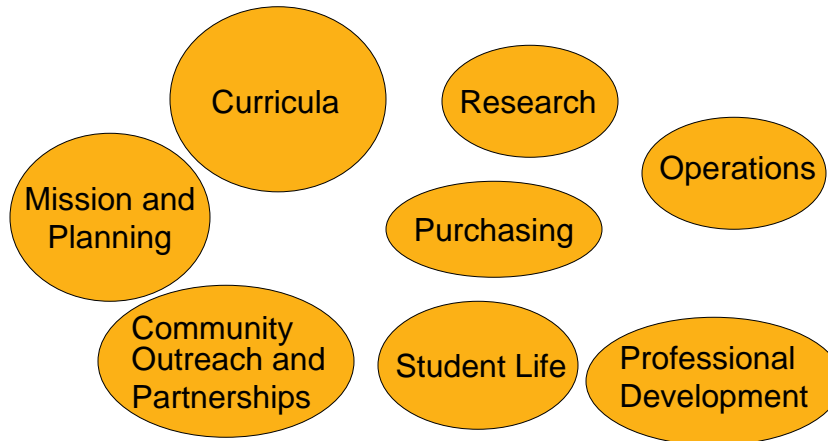 Curricula
Research
Operations
Mission and
Planning
Purchasing
Community
Outreach and
Partnerships
Student Life
Professional
Development